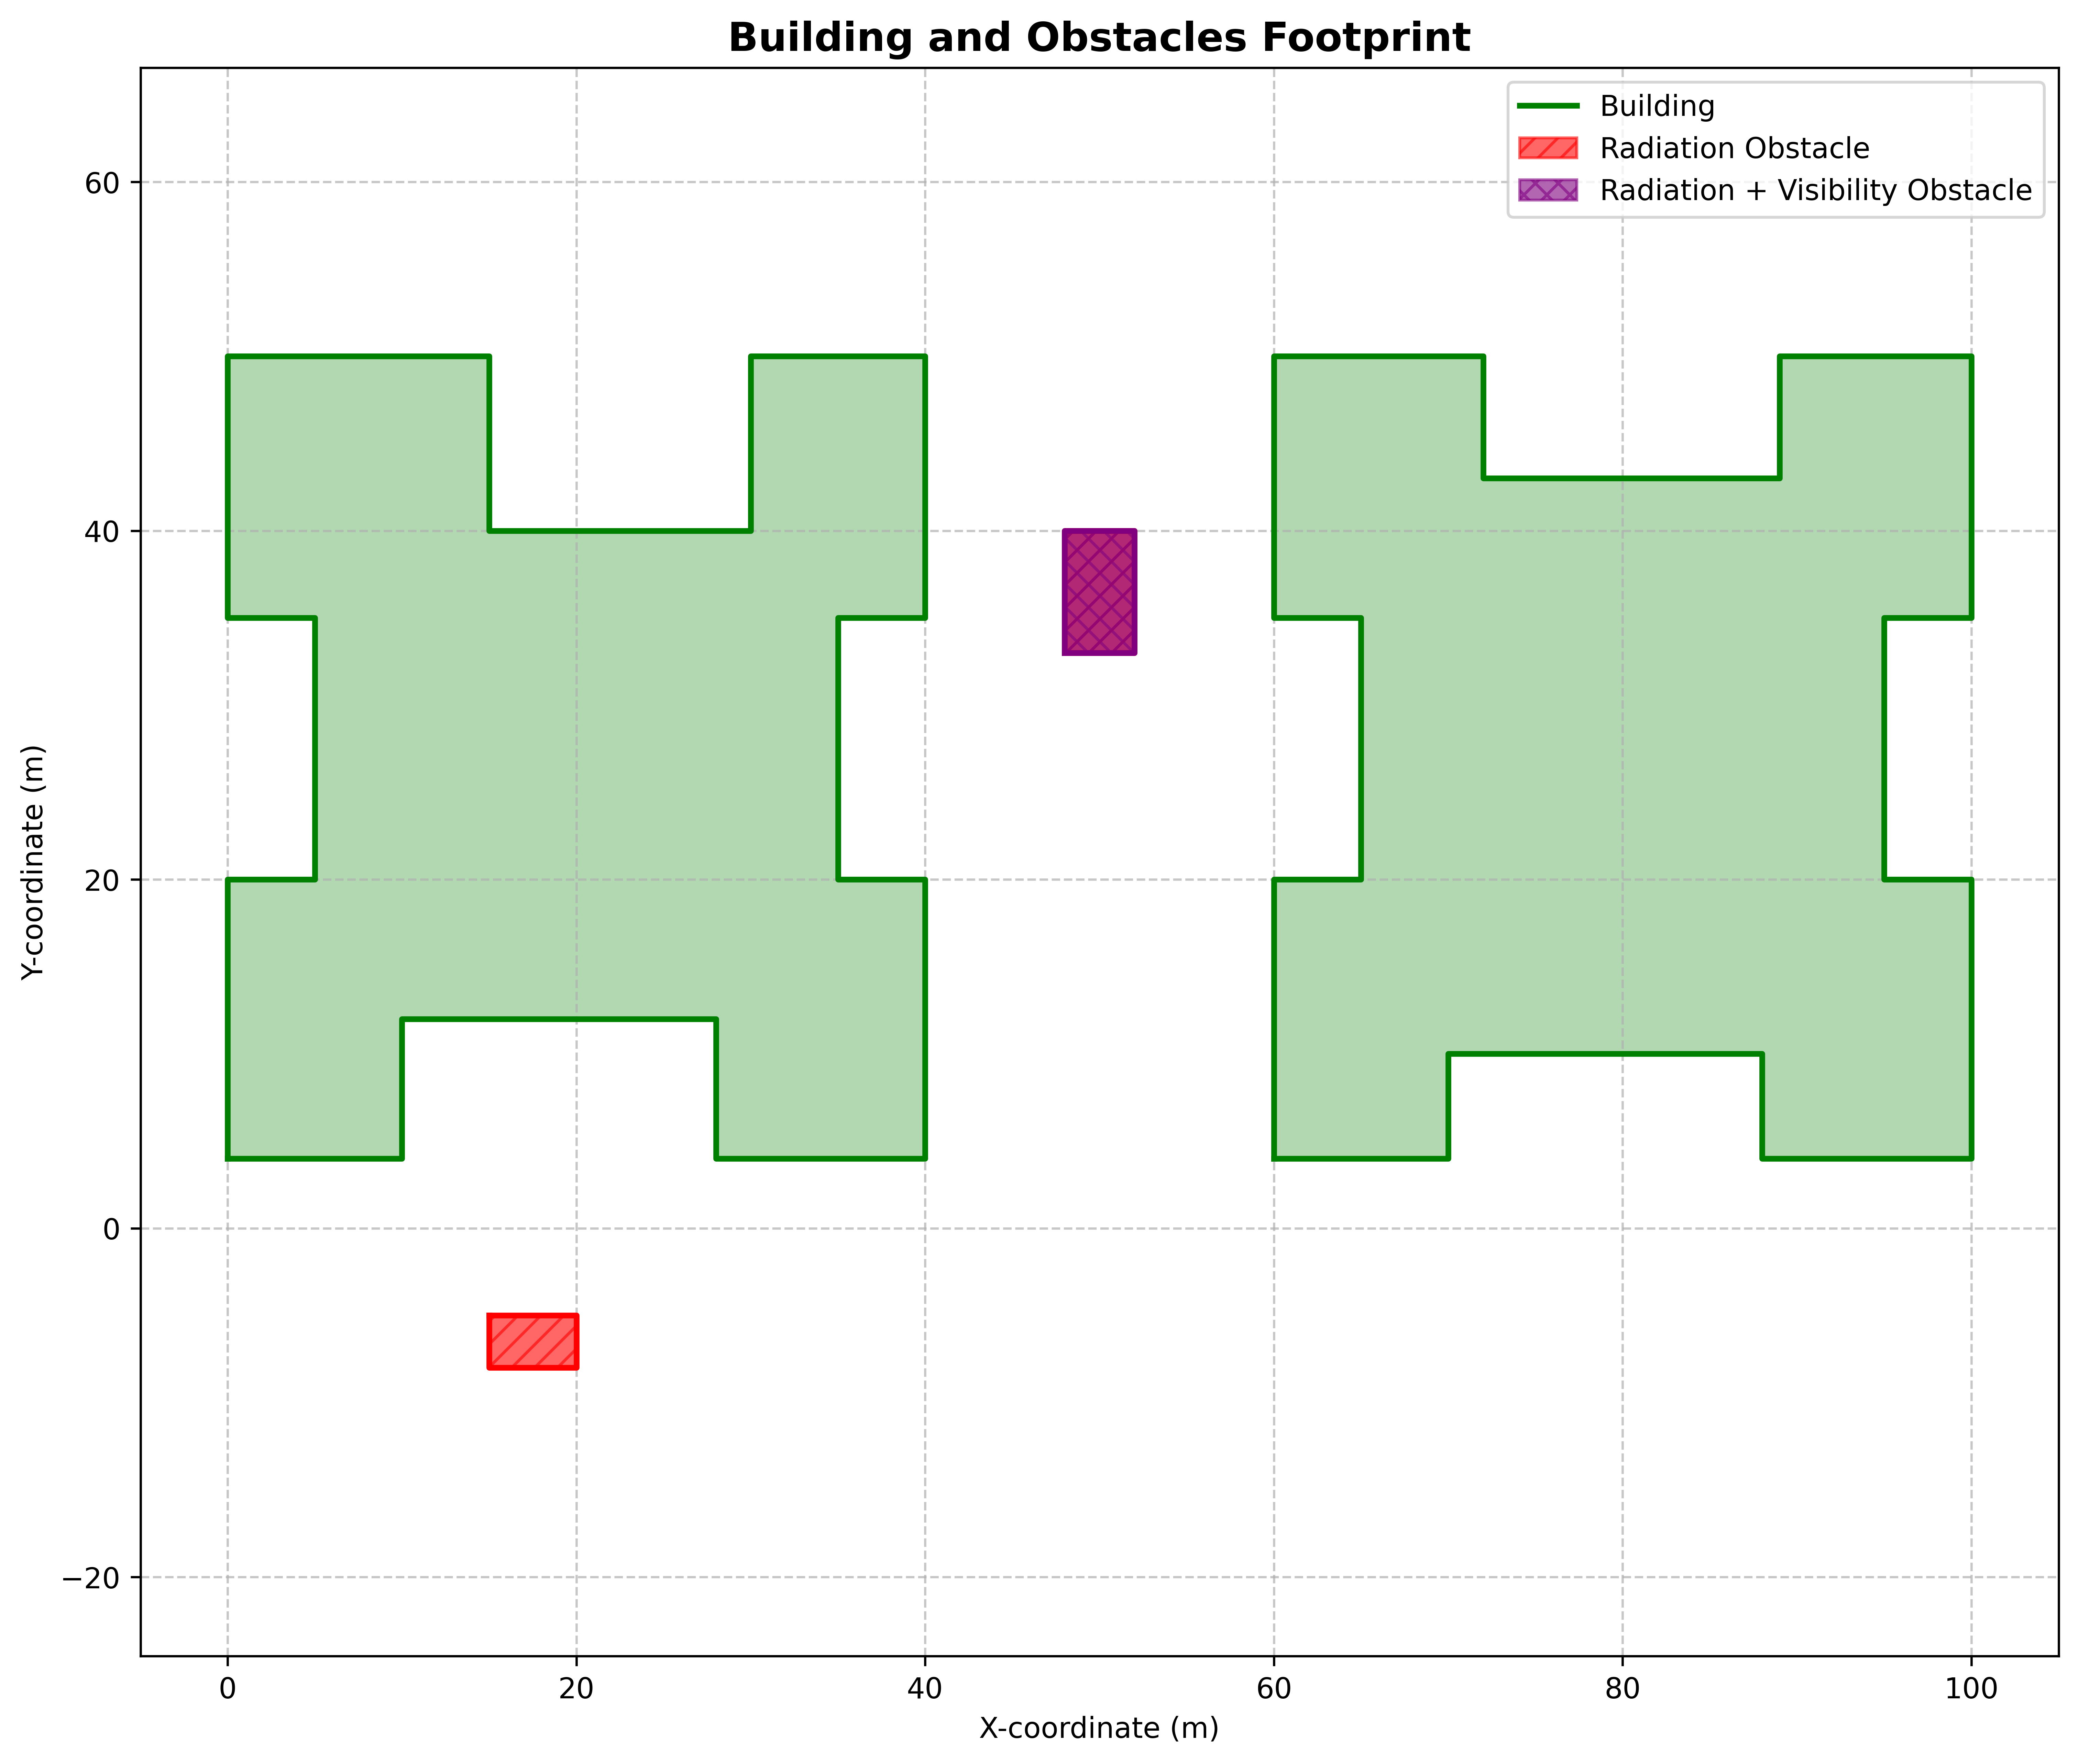 Building and Obstacles Footprint
Building
Radiation Obstacle
Radiation + Visibility Obstacle
60
40
20
0
−20
Y-coordinate (m)
0 20 40 60 80 100
X-coordinate (m)